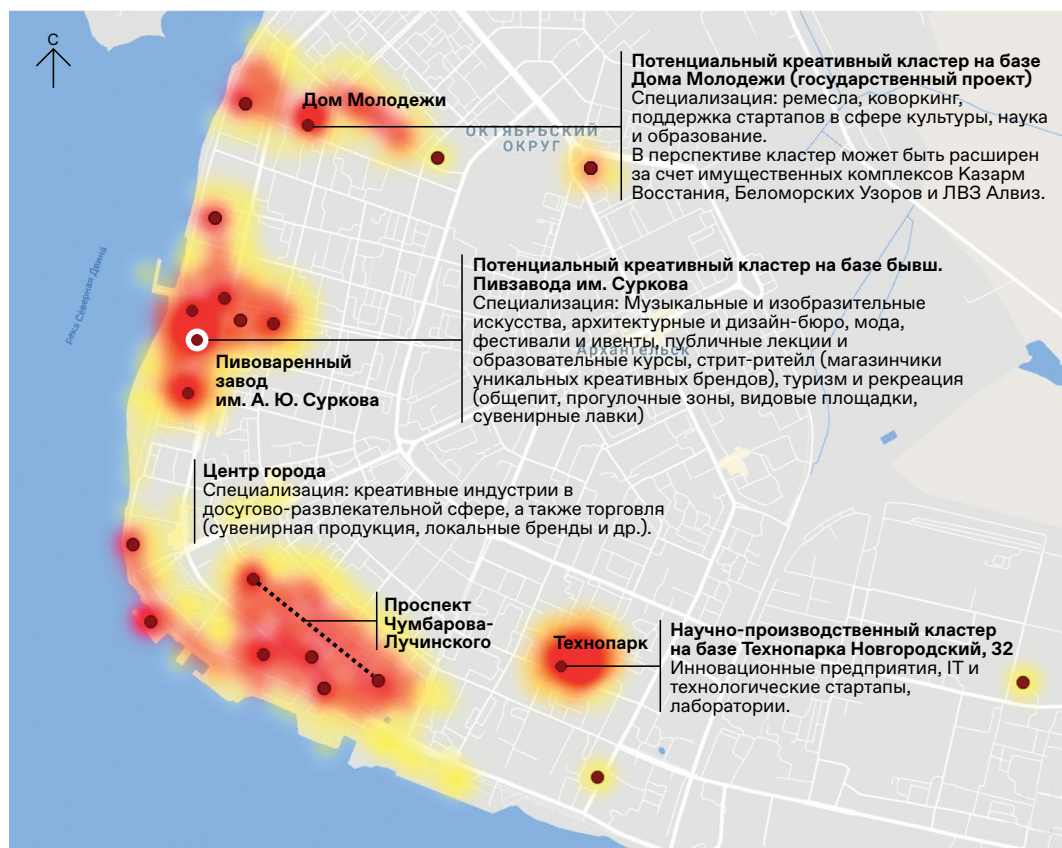 С
Дом Молодежи
ОКТЯБРЬСКИЙ
ОКРУГ
Потенциальный креативный кластер на базе
Дома Молодежи (государственный проект)
Специализация: ремесла, коворкинг,
поддержка стартапов в сфере культуры, наука
и образование.
В перспективе кластер может быть расширен
за счет имущественных комплексов Казарм
Восстания, Беломорских Узоров и ЛВЗ Алвиз.
река Северная Двина
Потенциальный креативный кластер на базе бывш.
Пивзавода им. Суркова
Специализация: Музыкальные и изобразительные
искусства, архитектурные и дизайн-бюро, мода,
фестивали и ивенты, публичные лекции и
образовательные курсы, стрит-ритейл (магазинчики
уникальных креативных брендов), туризм и рекреация
(общепит, прогулочные зоны, видовые площадки,
сувенирные лавки)
Архангельск
Пивоваренный
завод
им. А. Ю. Суркова
Центр города
Специализация: креативные индустрии в
досугово-развлекательной сфере, а также торговля
(сувенирная продукция, локальные бренды и др.).
Проспект
Чумбарова-
Лучинского
Технопарк
Научно-производственный кластер
на базе Технопарка Новгородский, 32
Инновационные предприятия, IT и
технологические стартапы,
лаборатории.